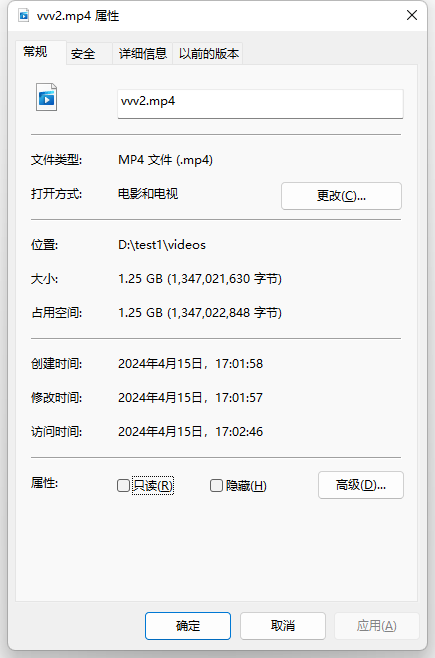 vvv2.mp4 属性
常规 安全 详细信息 以前的版本
vvv2.mp4
文件类型: MP4 文件 (.mp4)
打开方式: 电影和电视 更改(C)...
位置: D:\test1\videos
大小: 1.25 GB (1,347,021,630 字节)
占用空间: 1.25 GB (1,347,022,848 字节)
创建时间: 2024年4月15日，17:01:58
修改时间: 2024年4月15日，17:01:57
访问时间: 2024年4月15日，17:02:46
属性: 只读(R) 隐藏(H) 高级(D)...
确定 取消 应用(A)